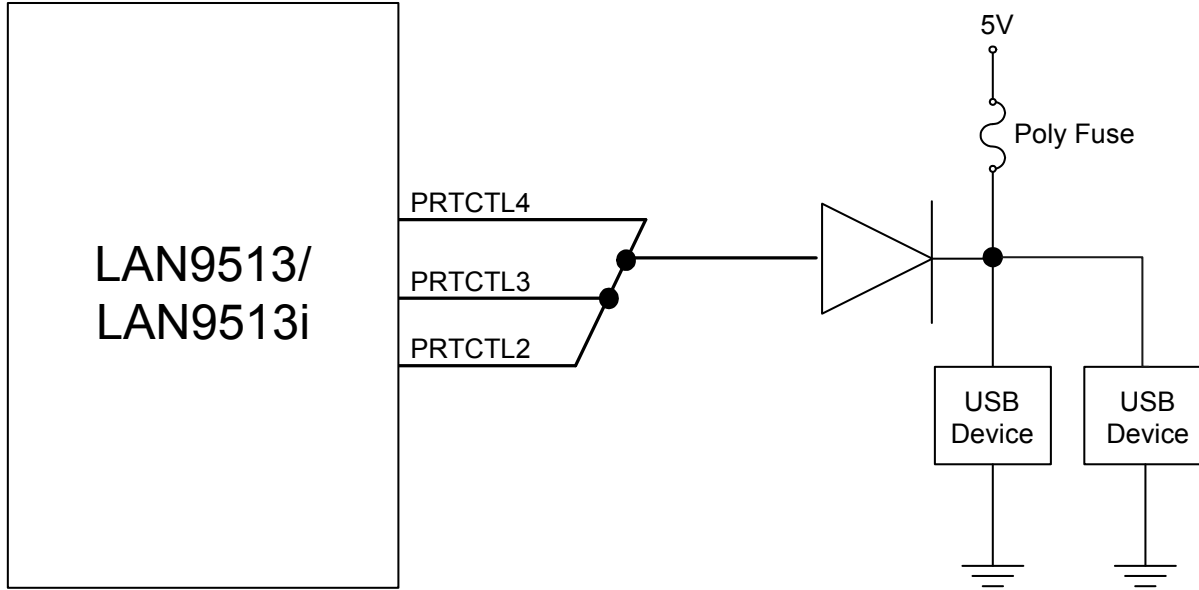 5V
Poly Fuse
PRTCTL4
LAN9513/
LAN9513i
PRTCTL3
PRTCTL2
USB
Device
USB
Device